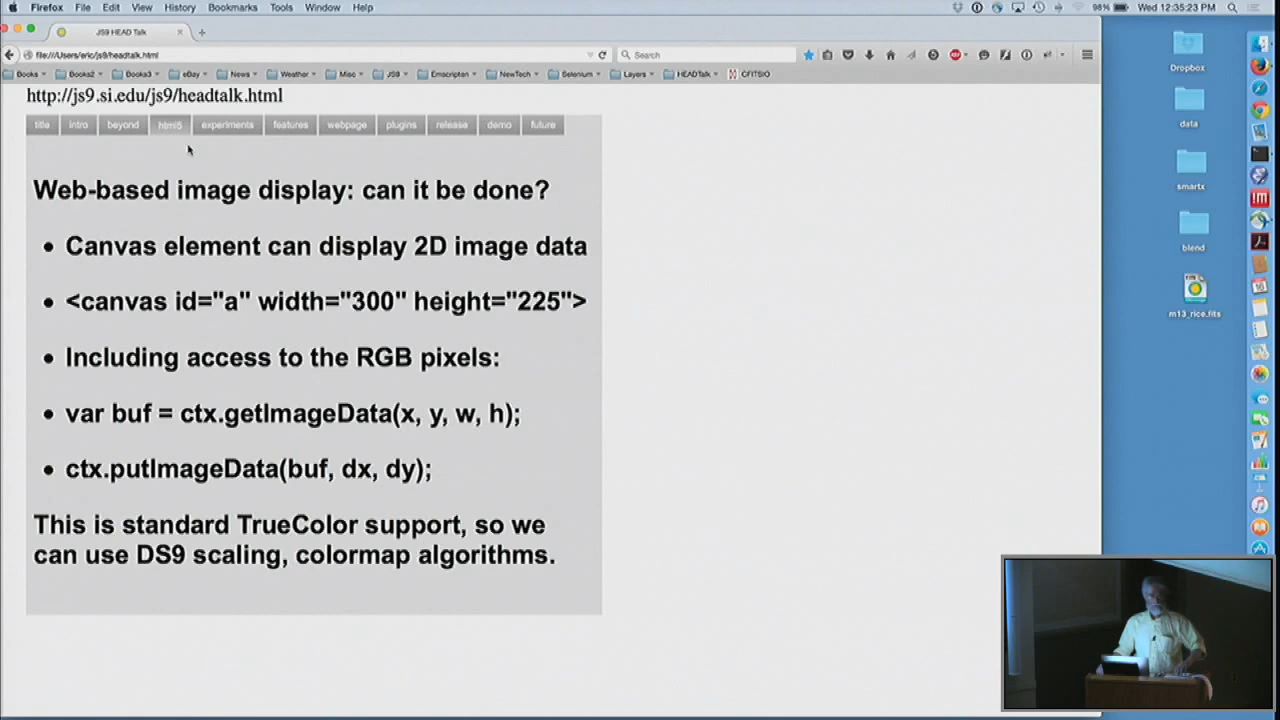 Firefox File Edit View History Bookmarks Tools Window Help 98% Wed 12:35:23 PM
JS9 HEAD Talk
file:///Users/eric/js9/headtalk.html Search
Books Books2 Books3 eBay News Weather Misc JS9 Emscripten NewTech Selenium Layers HEADTalk CFITSIO
http://js9.si.edu/js9/headtalk.html
title intro beyond html5 experiments features webpage plugins release demo future
Web-based image display: can it be done?
• Canvas element can display 2D image data
• <canvas id="a" width="300" height="225">
• Including access to the RGB pixels:
• var buf = ctx.getImageData(x, y, w, h);
• ctx.putImageData(buf, dx, dy);
This is standard TrueColor support, so we
can use DS9 scaling, colormap algorithms.
Dropbox
data
smartx
blend
m13_rice.fits